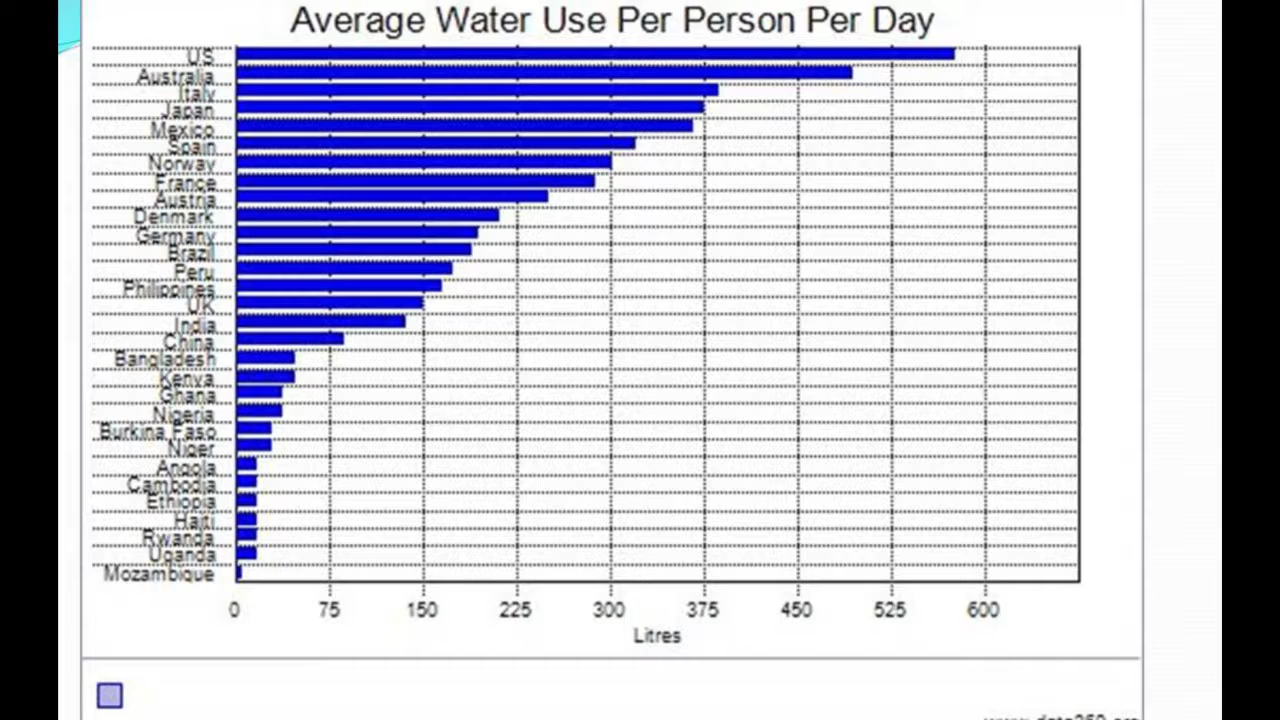 Average Water Use Per Person Per Day
US
Australia
Italy
Japan
Mexico
Spain
Norway
France
Austria
Denmark
Germany
Brazil
Peru
Philippines
UK
India
China
Bangladesh
Kenya
Ghana
Nigeria
Burkina Faso
Niger
Angola
Cambodia
Ethiopia
Haiti
Rwanda
Uganda
Mozambique
0 75 150 225 300 375 450 525 600
Litres